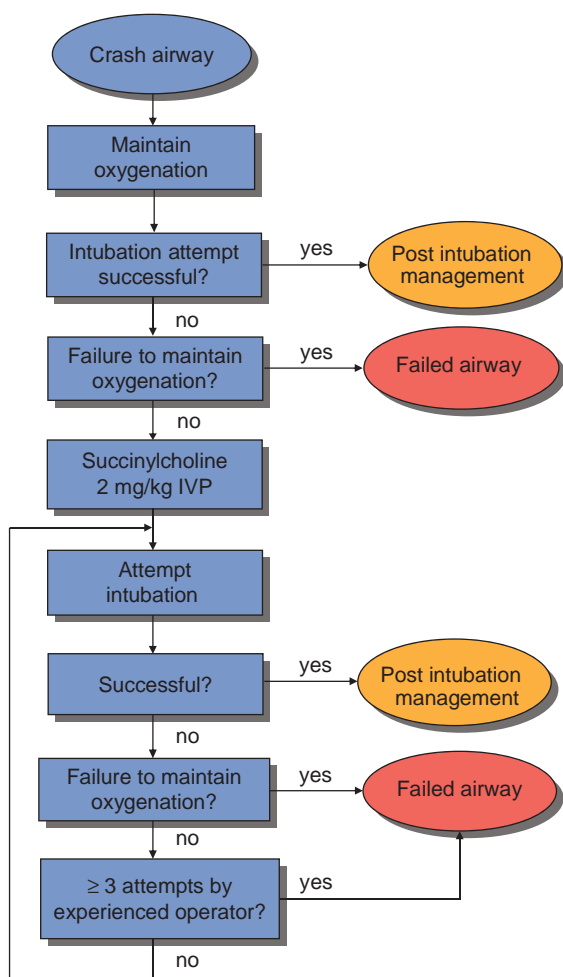 Crash airway
Maintain
oxygenation
Intubation attempt
successful?
yes
Post intubation
management
no
Failure to maintain
oxygenation?
yes
Failed airway
no
Succinylcholine
2 mg/kg IVP
Attempt
intubation
Successful?
yes
Post intubation
management
no
Failure to maintain
oxygenation?
yes
Failed airway
no
≥ 3 attempts by
experienced operator?
yes
no